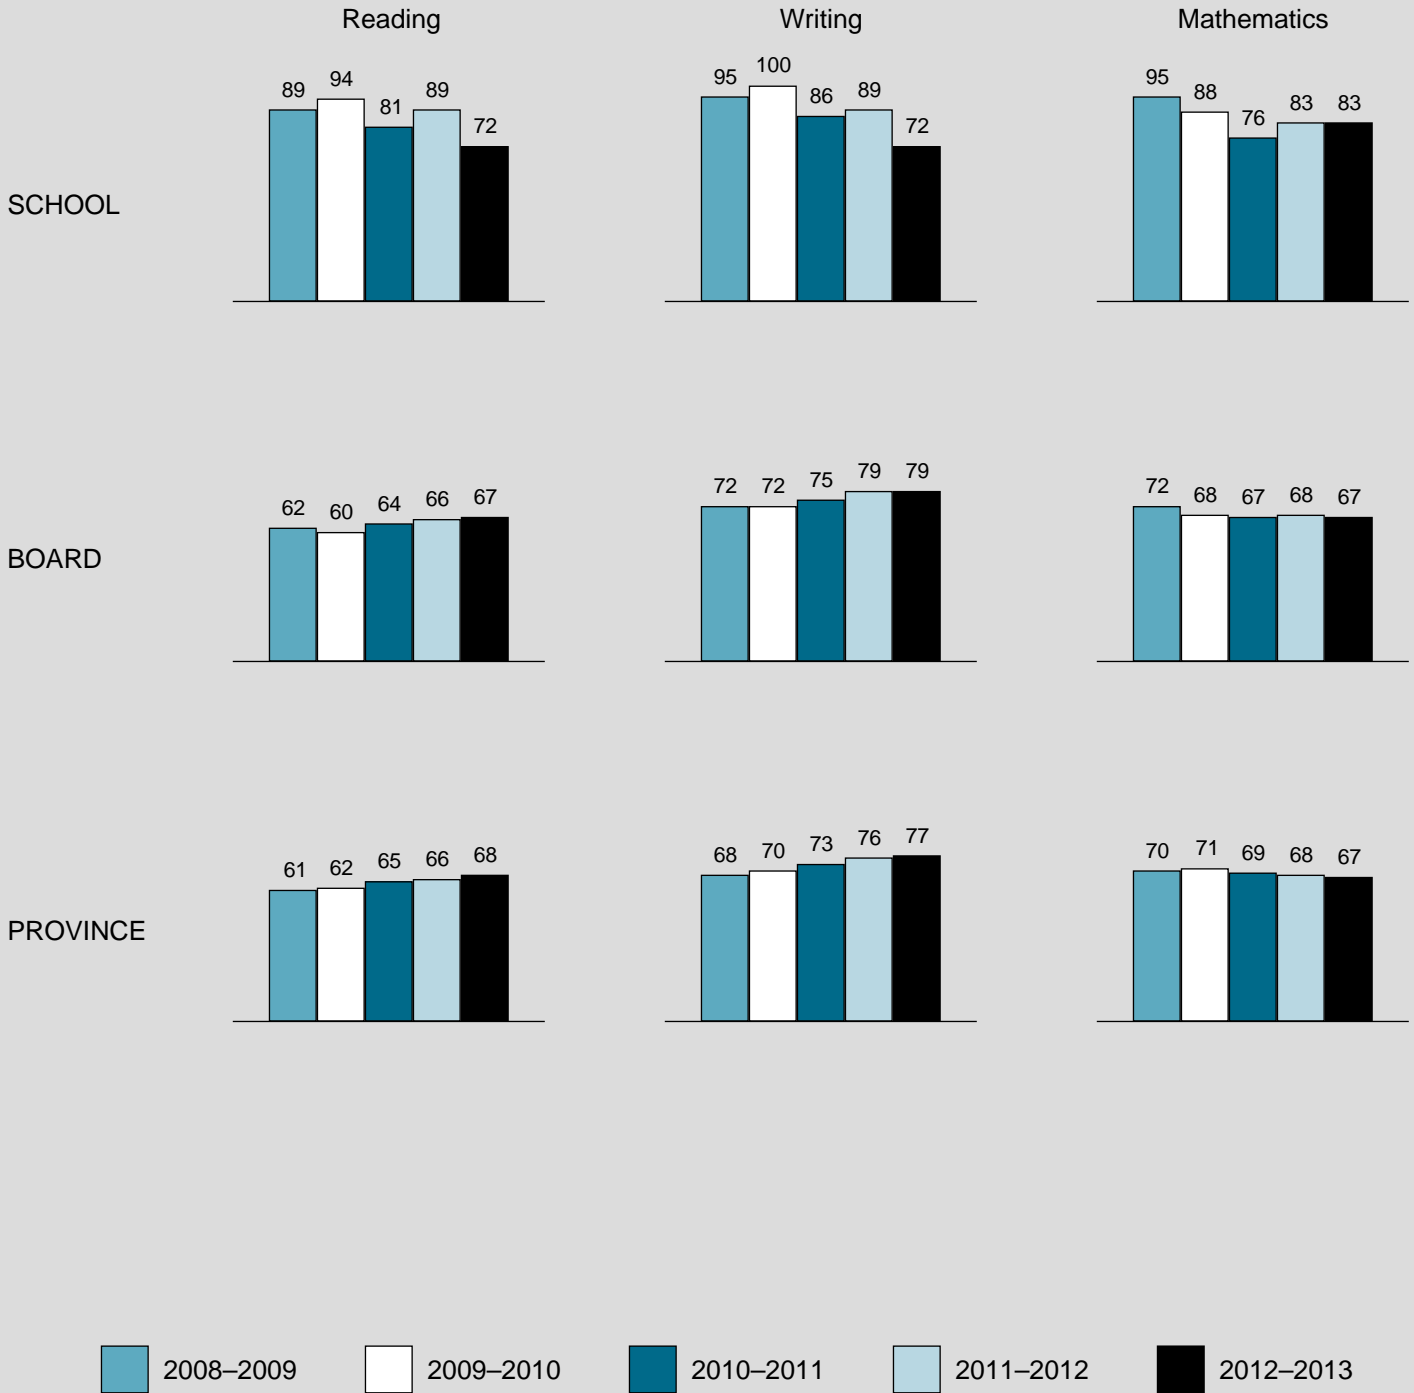 Reading Writing Mathematics
SCHOOL
89 94 81 89 72
95 100 86 89 72
95 88 76 83 83
BOARD
62 60 64 66 67
72 72 75 79 79
72 68 67 68 67
PROVINCE
61 62 65 66 68
68 70 73 76 77
70 71 69 68 67
2008–2009 2009–2010 2010–2011 2011–2012 2012–2013